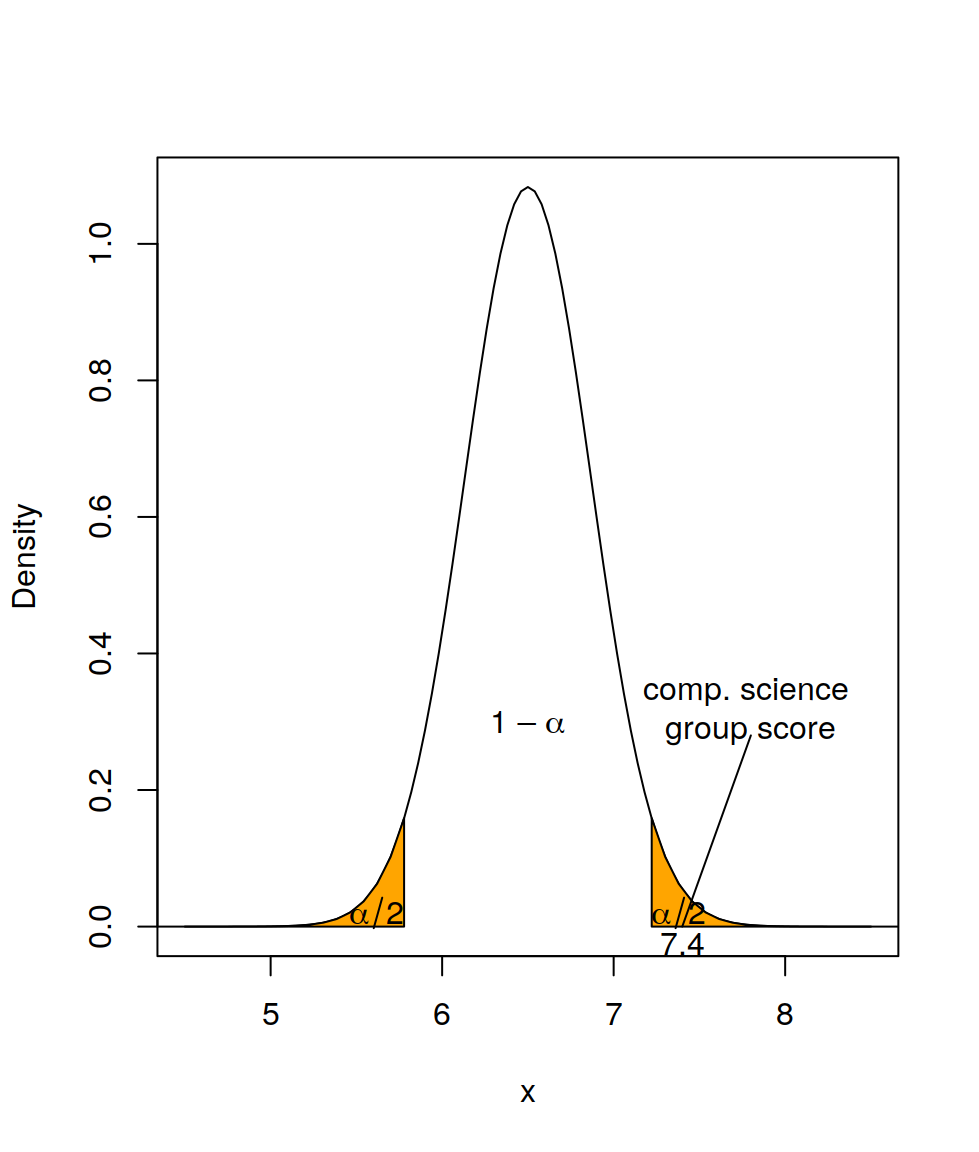 1.0
0.8
0.6
0.4
0.2
0.0
Density
comp. science
group score
1 − α
α/2
α/2
7.4
5 6 7 8
x